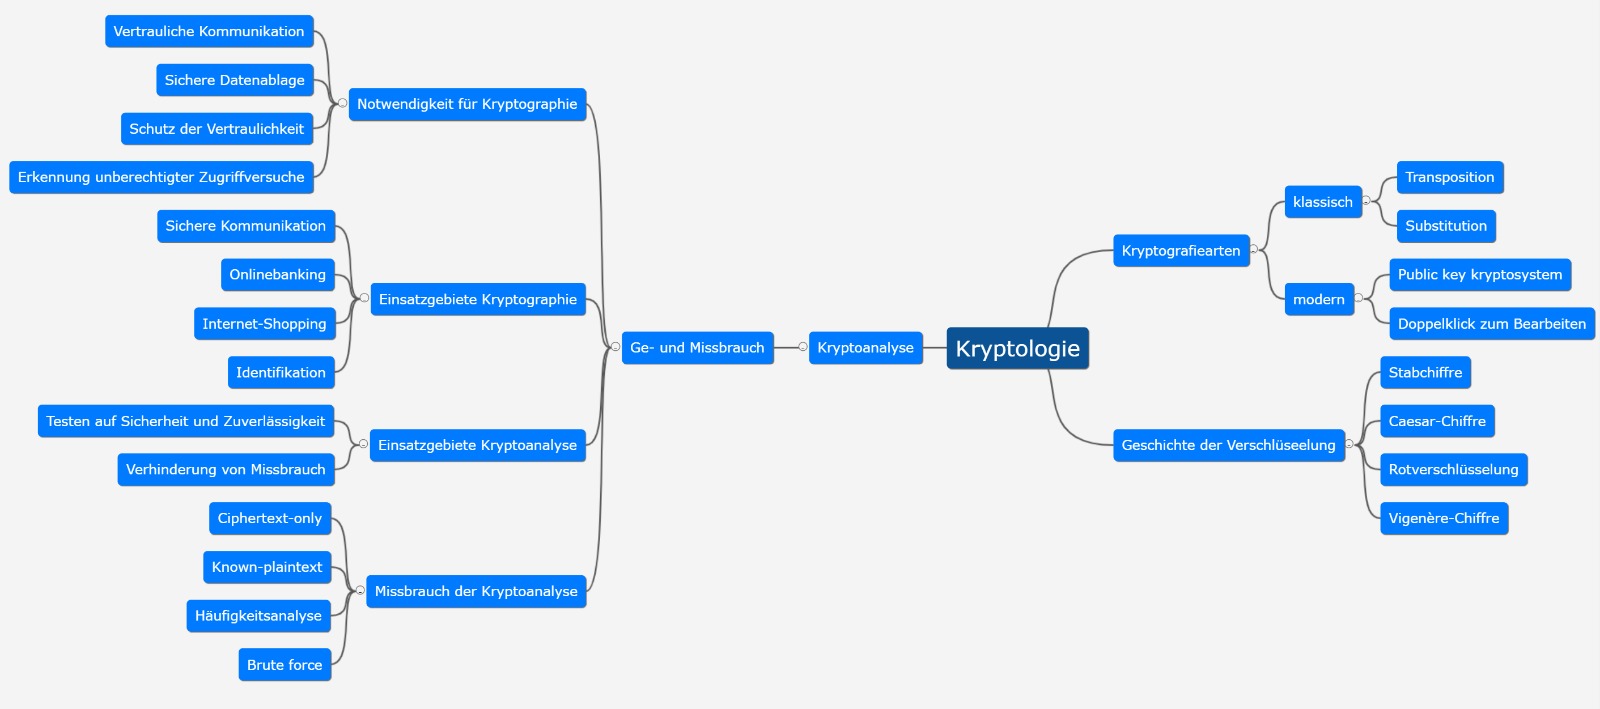 Kryptologie
Kryptoanalyse
Ge- und Missbrauch
Notwendigkeit für Kryptographie
Vertrauliche Kommunikation
Sichere Datenablage
Schutz der Vertraulichkeit
Erkennung unberechtigter Zugriffversuche
Einsatzgebiete Kryptographie
Sichere Kommunikation
Onlinebanking
Internet-Shopping
Identifikation
Einsatzgebiete Kryptoanalyse
Testen auf Sicherheit und Zuverlässigkeit
Verhinderung von Missbrauch
Missbrauch der Kryptoanalyse
Ciphertext-only
Known-plaintext
Häufigkeitsanalyse
Brute force
Kryptografiearten
klassisch
Transposition
Substitution
modern
Public key kryptosystem
Doppelklick zum Bearbeiten
Geschichte der Verschlüseelung
Stabchiffre
Caesar-Chiffre
Rotverschlüsselung
Vigenère-Chiffre